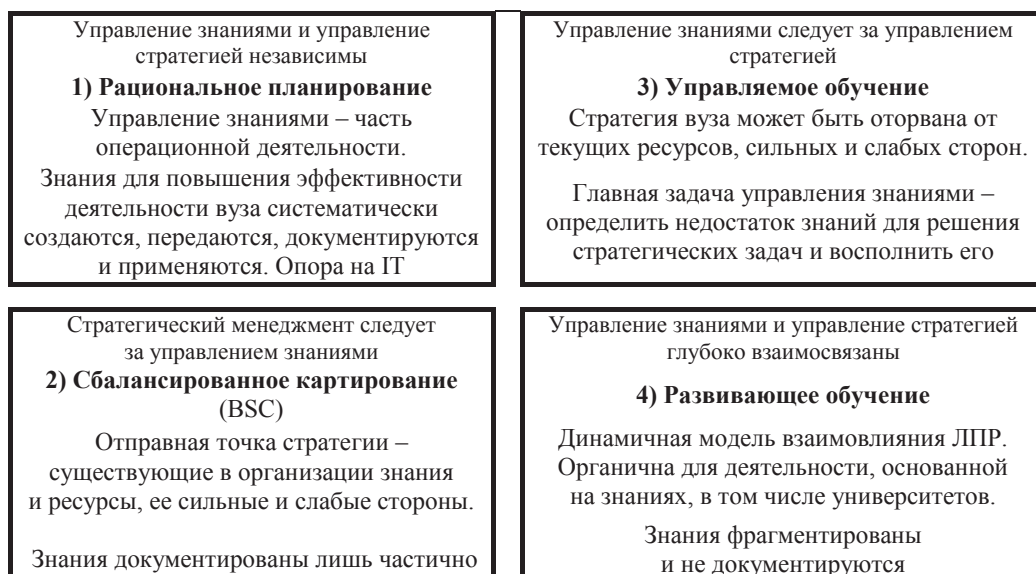 Управление знаниями и управление
стратегией независимы
1) Рациональное планирование
Управление знаниями – часть
операционной деятельности.
Знания для повышения эффективности
деятельности вуза систематически
создаются, передаются, документируются
и применяются. Опора на IT
Управление знаниями следует за управлением
стратегией
3) Управляемое обучение
Стратегия вуза может быть оторвана от
текущих ресурсов, сильных и слабых сторон.
Главная задача управления знаниями –
определить недостаток знаний для решения
стратегических задач и восполнить его
Стратегический менеджмент следует
за управлением знаниями
2) Сбалансированное картирование
(BSC)
Отправная точка стратегии –
существующие в организации знания
и ресурсы, ее сильные и слабые стороны.
Знания документированы лишь частично
Управление знаниями и управление стратегией
глубоко взаимосвязаны
4) Развивающее обучение
Динамичная модель взаимовлияния ЛПР.
Органична для деятельности, основанной
на знаниях, в том числе университетов.
Знания фрагментированы
и не документируются